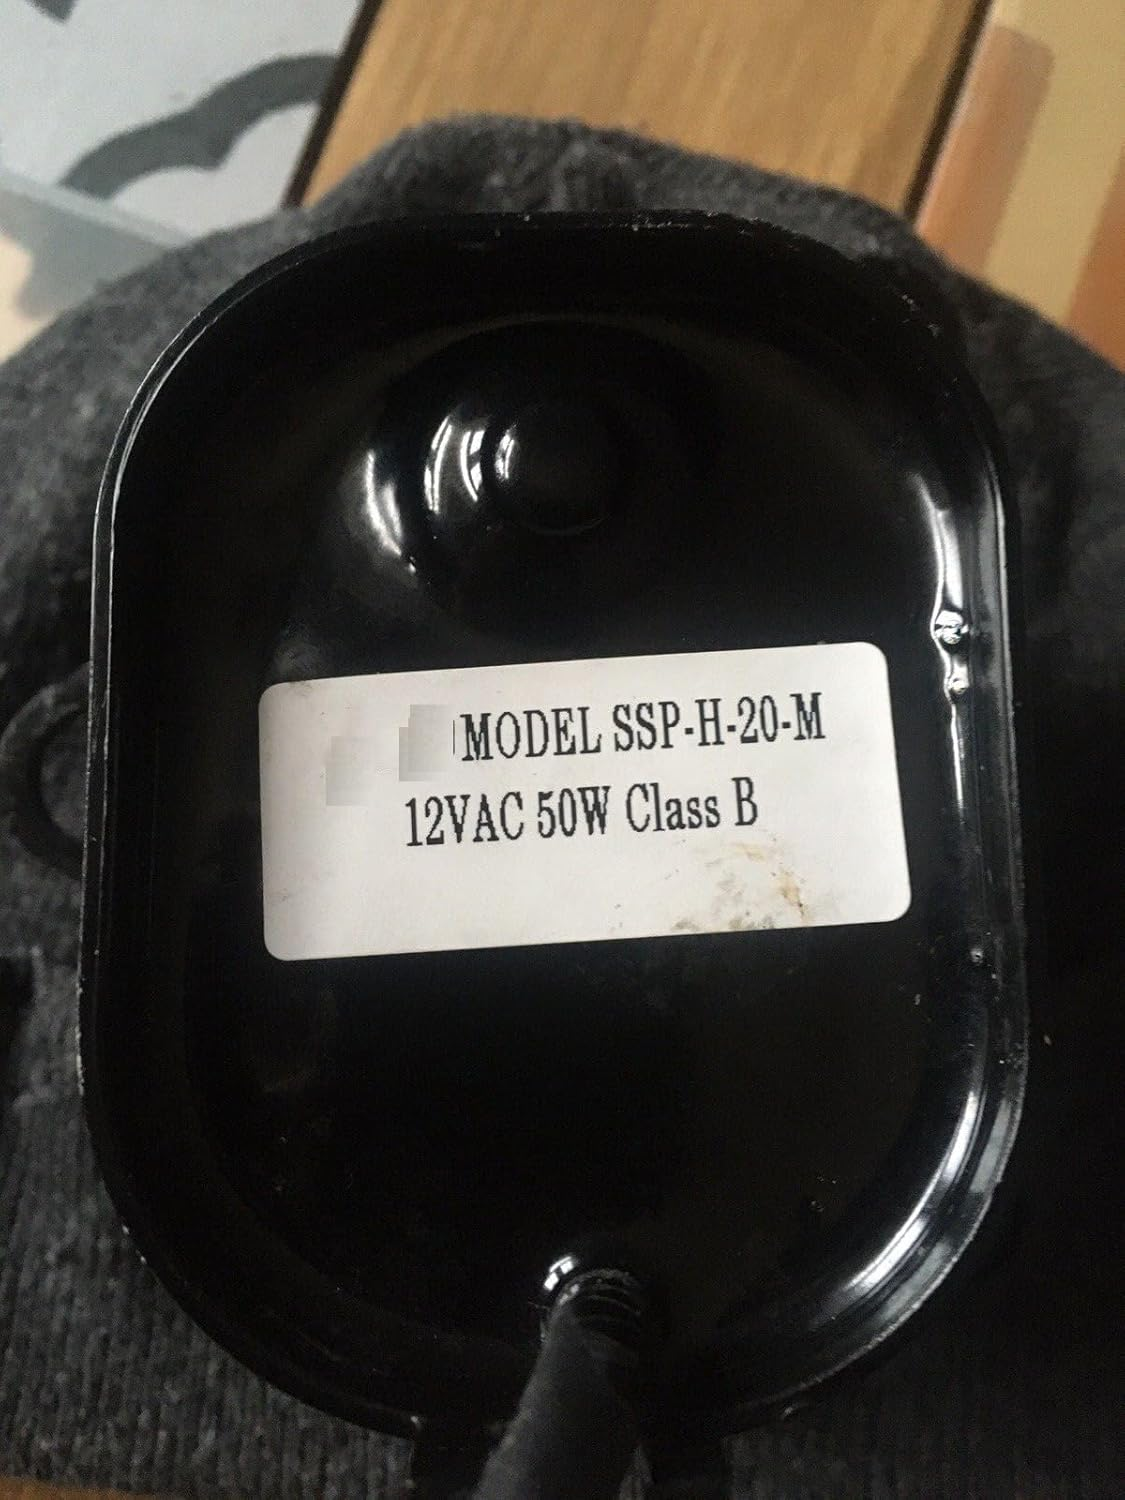 MODEL SSP-H-20-M
12VAC 50W Class B